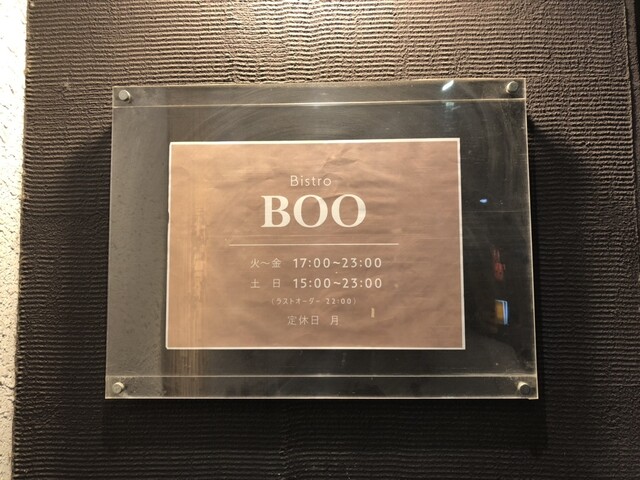 Bistro
BOO
火～金 17:00~23:00
土 日 15:00~23:00
(ラストオーダー 22:00)
定休日 月